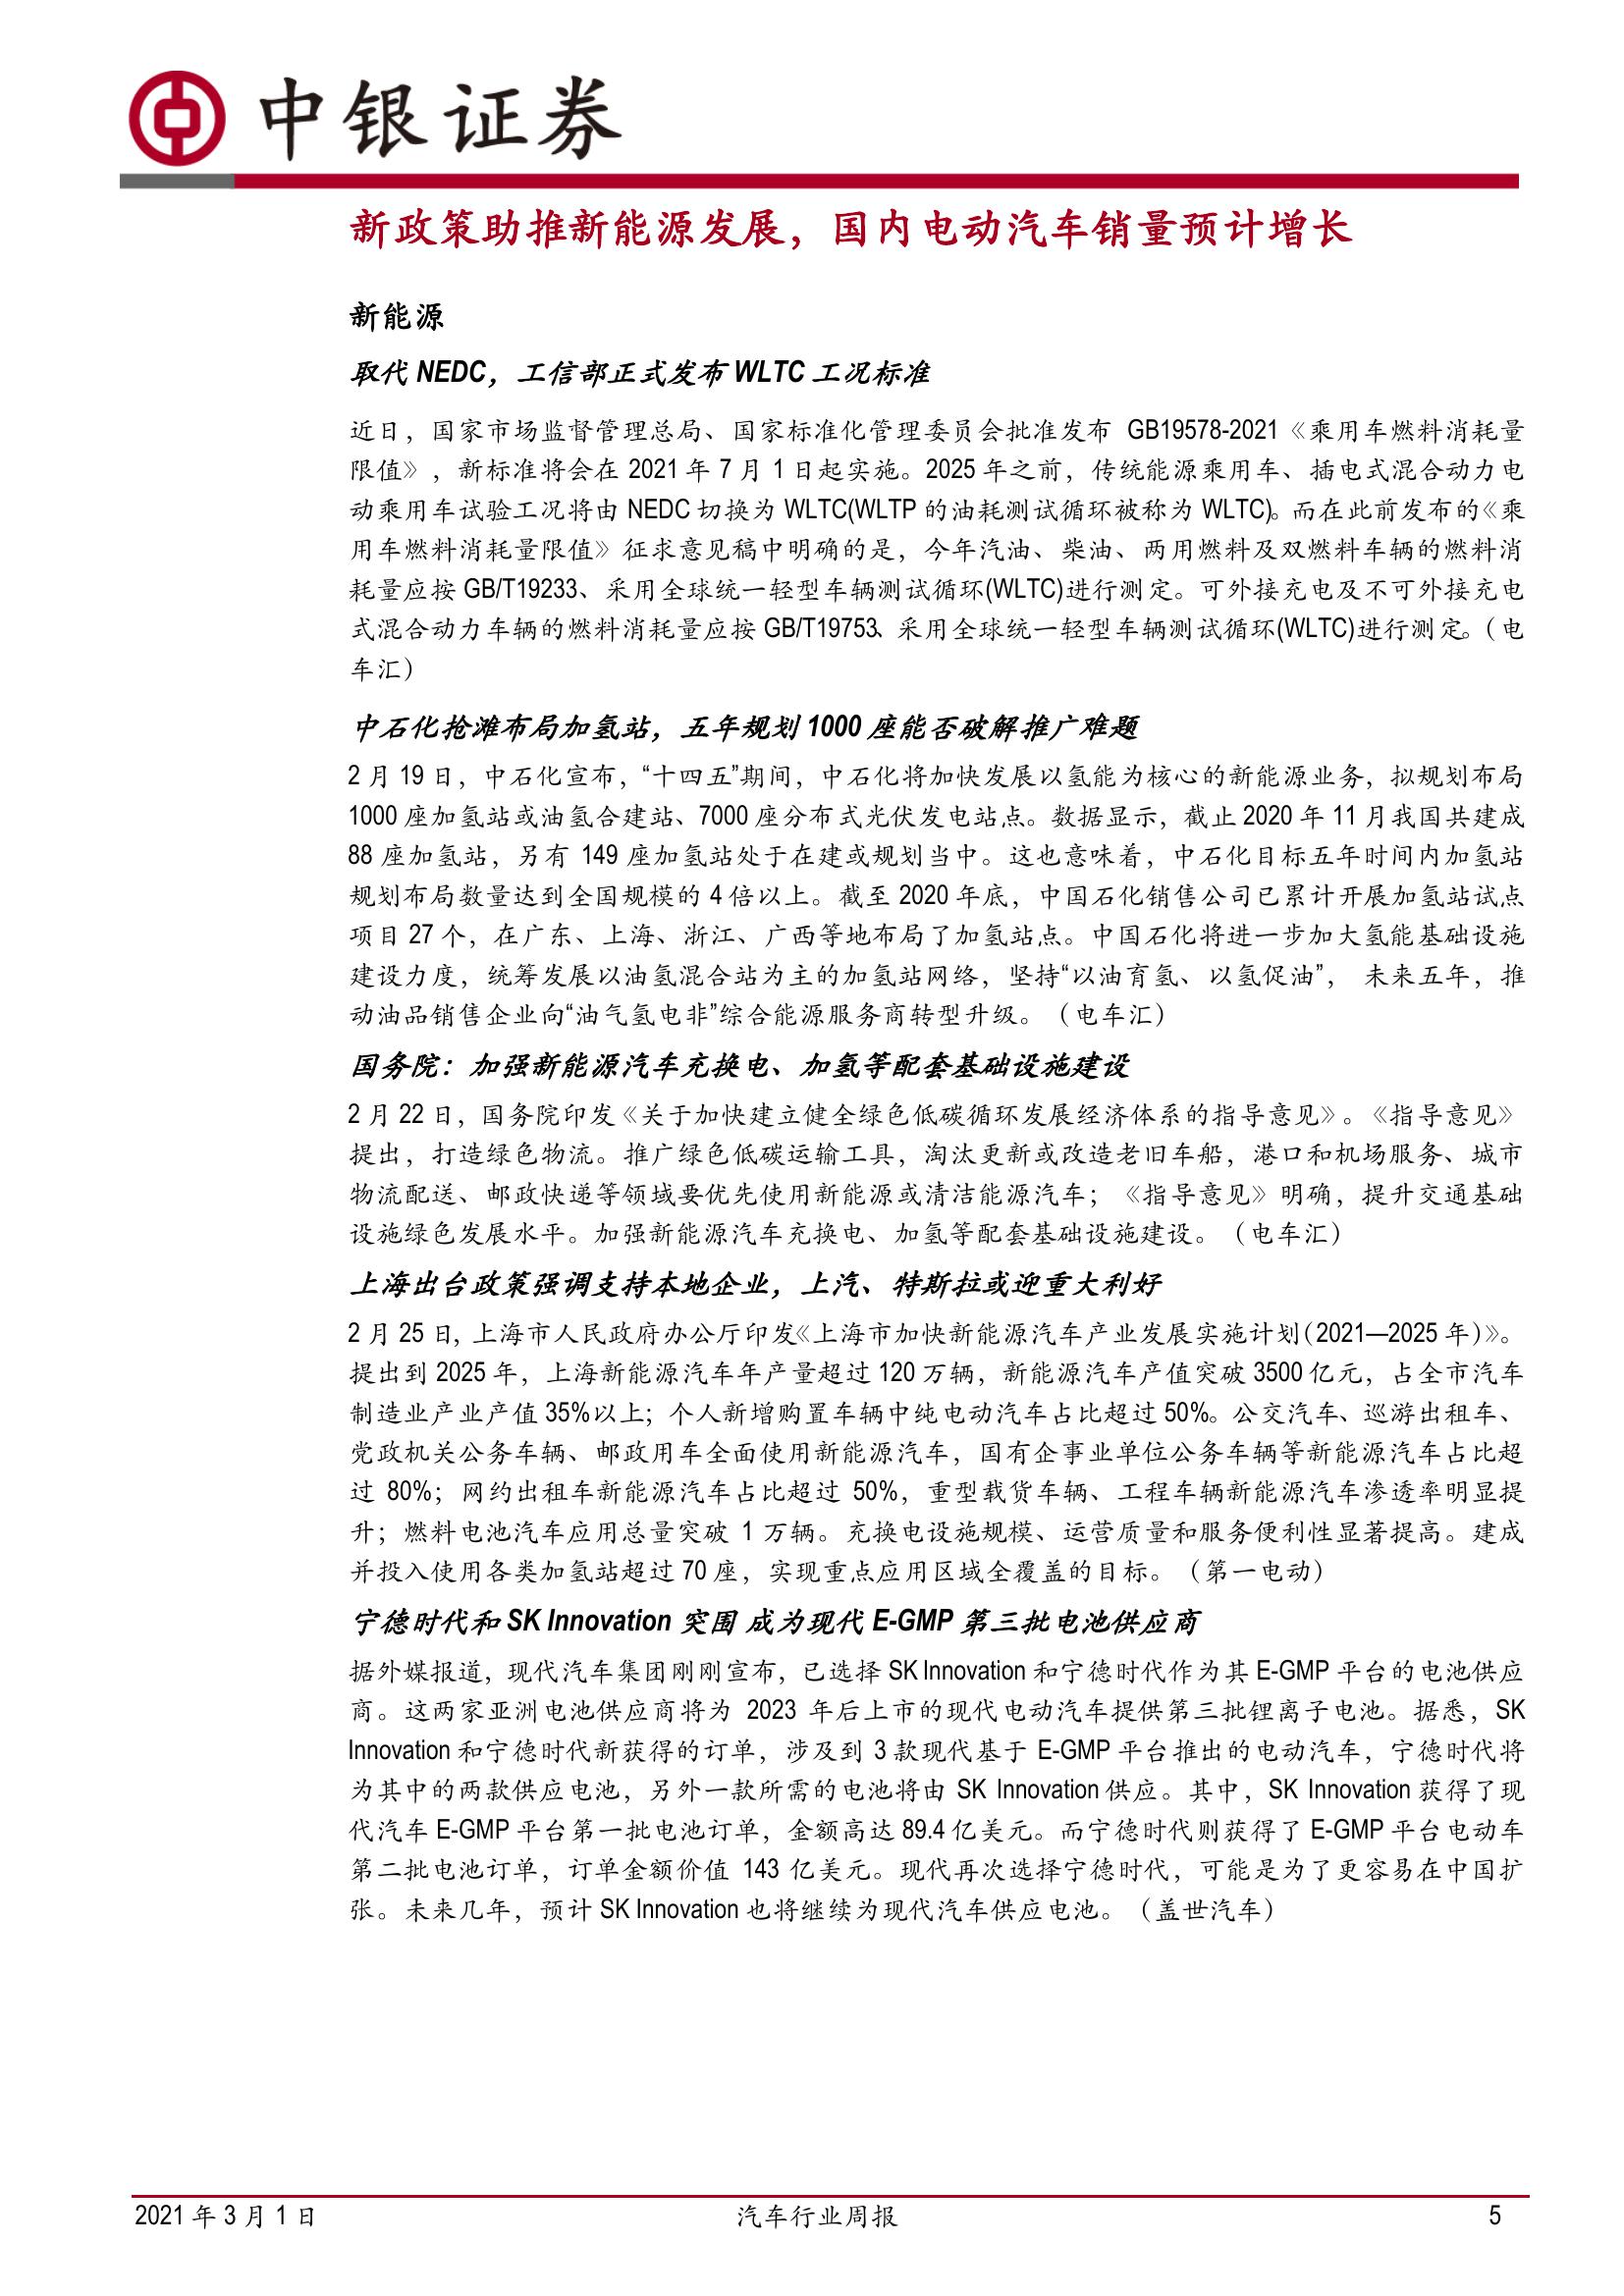 中银证券
新政策助推新能源发展，国内电动汽车销量预计增长
新能源
取代 NEDC，工信部正式发布 WLTC 工况标准
近日，国家市场监督管理总局、国家标准化管理委员会批准发布 GB19578-2021《乘用车燃料消耗量
限值》，新标准将会在 2021 年 7 月 1 日起实施。2025 年之前，传统能源乘用车、插电式混合动力电
动乘用车试验工况将由 NEDC 切换为 WLTC(WLTP 的油耗测试循环被称为 WLTC)。而在此前发布的《乘
用车燃料消耗量限值》征求意见稿中明确的是，今年汽油、柴油、两用燃料及双燃料车辆的燃料消
耗量应按 GB/T19233、采用全球统一轻型车辆测试循环(WLTC)进行测定。可外接充电及不可外接充电
式混合动力车辆的燃料消耗量应按 GB/T19753、采用全球统一轻型车辆测试循环(WLTC)进行测定。（电
车汇）
中石化抢滩布局加氢站，五年规划 1000 座能否破解推广难题
2 月 19 日，中石化宣布，“十四五”期间，中石化将加快发展以氢能为核心的新能源业务，拟规划布局
1000 座加氢站或油氢合建站、7000 座分布式光伏发电站点。数据显示，截止 2020 年 11 月我国共建成
88 座加氢站，另有 149 座加氢站处于在建或规划当中。这也意味着，中石化目标五年时间内加氢站
规划布局数量达到全国规模的 4 倍以上。截至 2020 年底，中国石化销售公司已累计开展加氢站试点
项目 27 个，在广东、上海、浙江、广西等地布局了加氢站点。中国石化将进一步加大氢能基础设施
建设力度，统筹发展以油氢混合站为主的加氢站网络，坚持“以油育氢、以氢促油”， 未来五年，推
动油品销售企业向“油气氢电非”综合能源服务商转型升级。（电车汇）
国务院：加强新能源汽车充换电、加氢等配套基础设施建设
2 月 22 日，国务院印发《关于加快建立健全绿色低碳循环发展经济体系的指导意见》。《指导意见》
提出，打造绿色物流。推广绿色低碳运输工具，淘汰更新或改造老旧车船，港口和机场服务、城市
物流配送、邮政快递等领域要优先使用新能源或清洁能源汽车；《指导意见》明确，提升交通基础
设施绿色发展水平。加强新能源汽车充换电、加氢等配套基础设施建设。（电车汇）
上海出台政策强调支持本地企业，上汽、特斯拉或迎重大利好
2 月 25 日，上海市人民政府办公厅印发《上海市加快新能源汽车产业发展实施计划（2021—2025 年）》。
提出到 2025 年，上海新能源汽车年产量超过 120 万辆，新能源汽车产值突破 3500 亿元，占全市汽车
制造业产业产值 35%以上；个人新增购置车辆中纯电动汽车占比超过 50%。公交汽车、巡游出租车、
党政机关公务车辆、邮政用车全面使用新能源汽车，国有企事业单位公务车辆等新能源汽车占比超
过 80%；网约出租车新能源汽车占比超过 50%，重型载货车辆、工程车辆新能源汽车渗透率明显提
升；燃料电池汽车应用总量突破 1 万辆。充换电设施规模、运营质量和服务便利性显著提高。建成
并投入使用各类加氢站超过 70 座，实现重点应用区域全覆盖的目标。（第一电动）
宁德时代和 SK Innovation 突围 成为现代 E-GMP 第三批电池供应商
据外媒报道，现代汽车集团刚刚宣布，已选择 SK Innovation 和宁德时代作为其 E-GMP 平台的电池供应
商。这两家亚洲电池供应商将为 2023 年后上市的现代电动汽车提供第三批锂离子电池。据悉，SK
Innovation 和宁德时代新获得的订单，涉及到 3 款现代基于 E-GMP 平台推出的电动汽车，宁德时代将
为其中的两款供应电池，另外一款所需的电池将由 SK Innovation 供应。其中，SK Innovation 获得了现
代汽车 E-GMP 平台第一批电池订单，金额高达 89.4 亿美元。而宁德时代则获得了 E-GMP 平台电动车
第二批电池订单，订单金额价值 143 亿美元。现代再次选择宁德时代，可能是为了更容易在中国扩
张。未来几年，预计 SK Innovation 也将继续为现代汽车供应电池。（盖世汽车）
2021 年 3 月 1 日 汽车行业周报 5